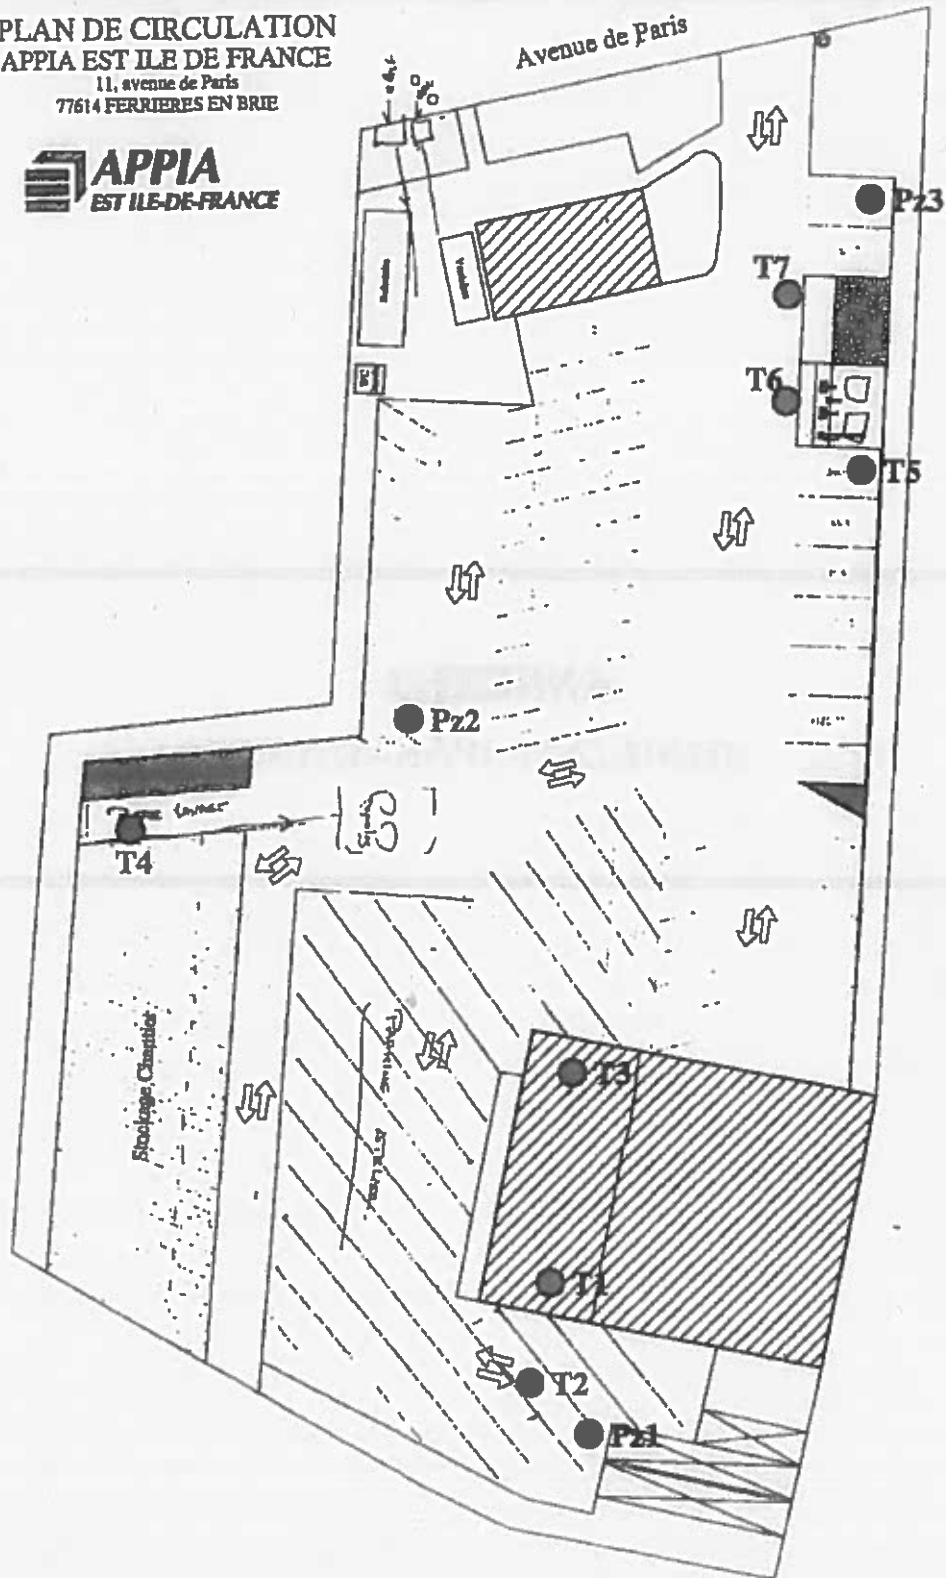 PLAN DE CIRCULATION
APPIA EST ILE DE FRANCE
11, avenue de Paris
77614 FERRIERES EN BRIE
APPIA
EST ILE-DE-FRANCE
Avenue de Paris
Pz3
T7
T6
T5
Pz2
T4
Stockage Chantier
T3
T1
T2
Pz1